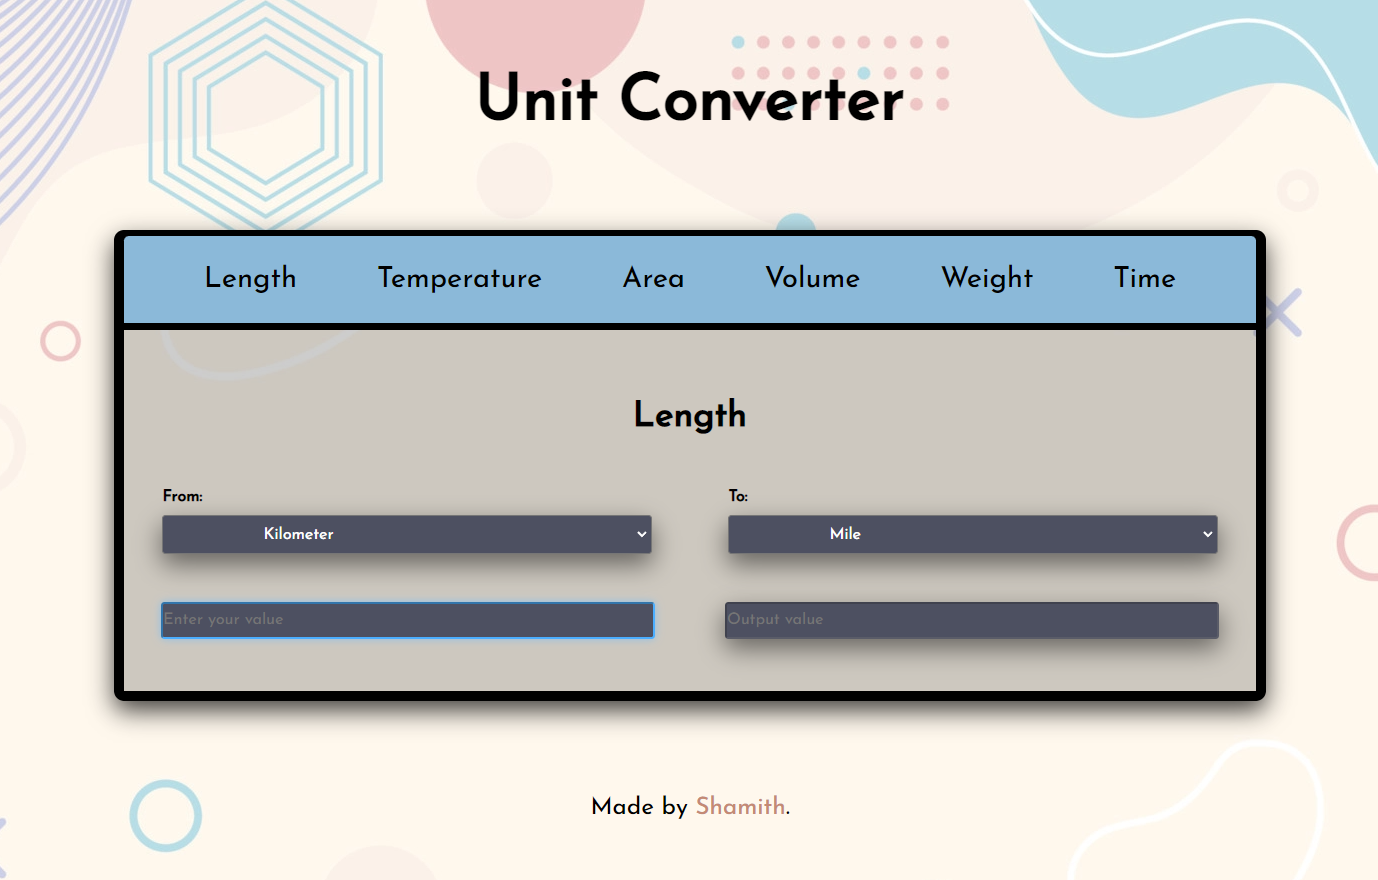 Unit Converter
Length Temperature Area Volume Weight Time
Length
From: To:
Kilometer Mile
Enter your value Output value
Made by Shamith.